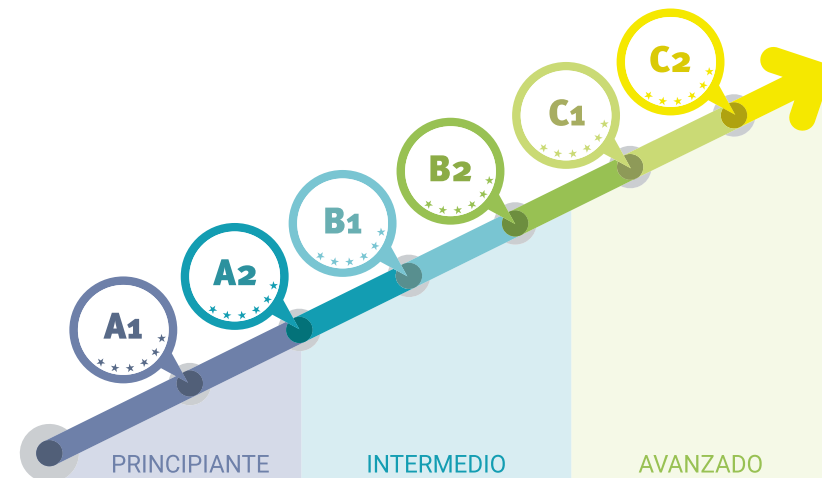 A1
A2
B1
B2
C1
C2
PRINCIPIANTE
INTERMEDIO
AVANZADO